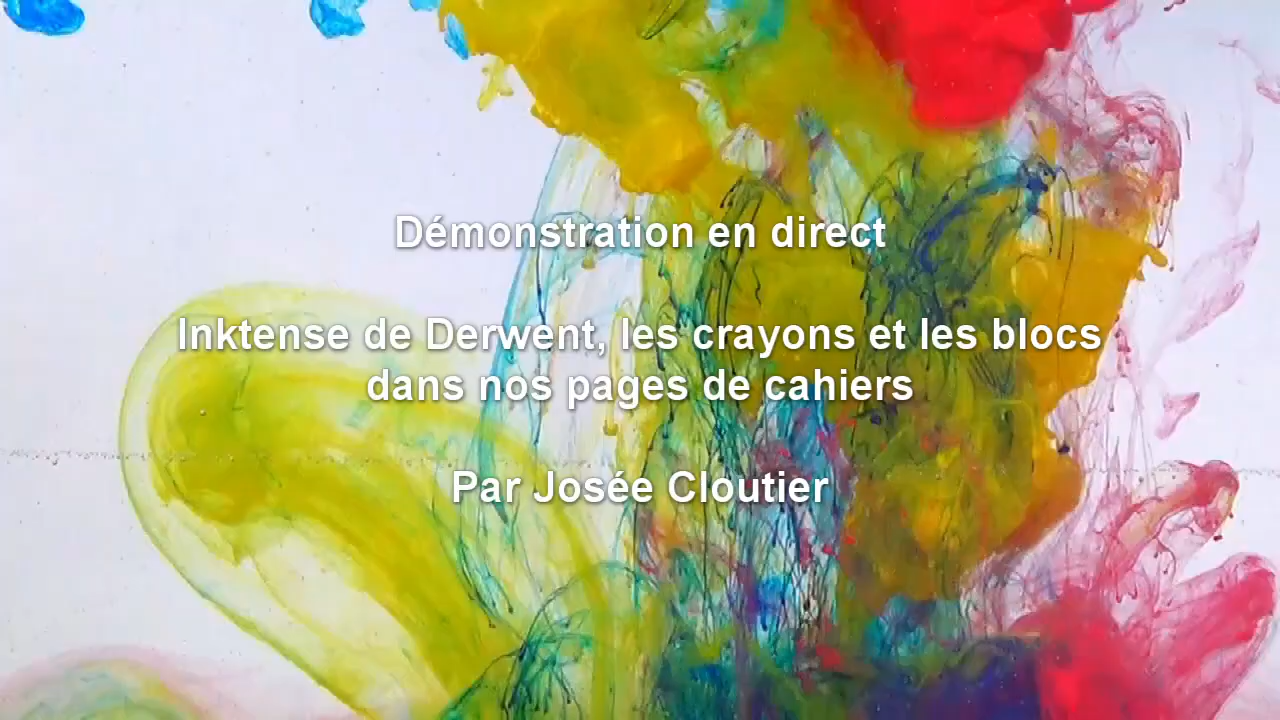 Démonstration en direct
Inktense de Derwent, les crayons et les blocs
dans nos pages de cahiers
Par Josée Cloutier